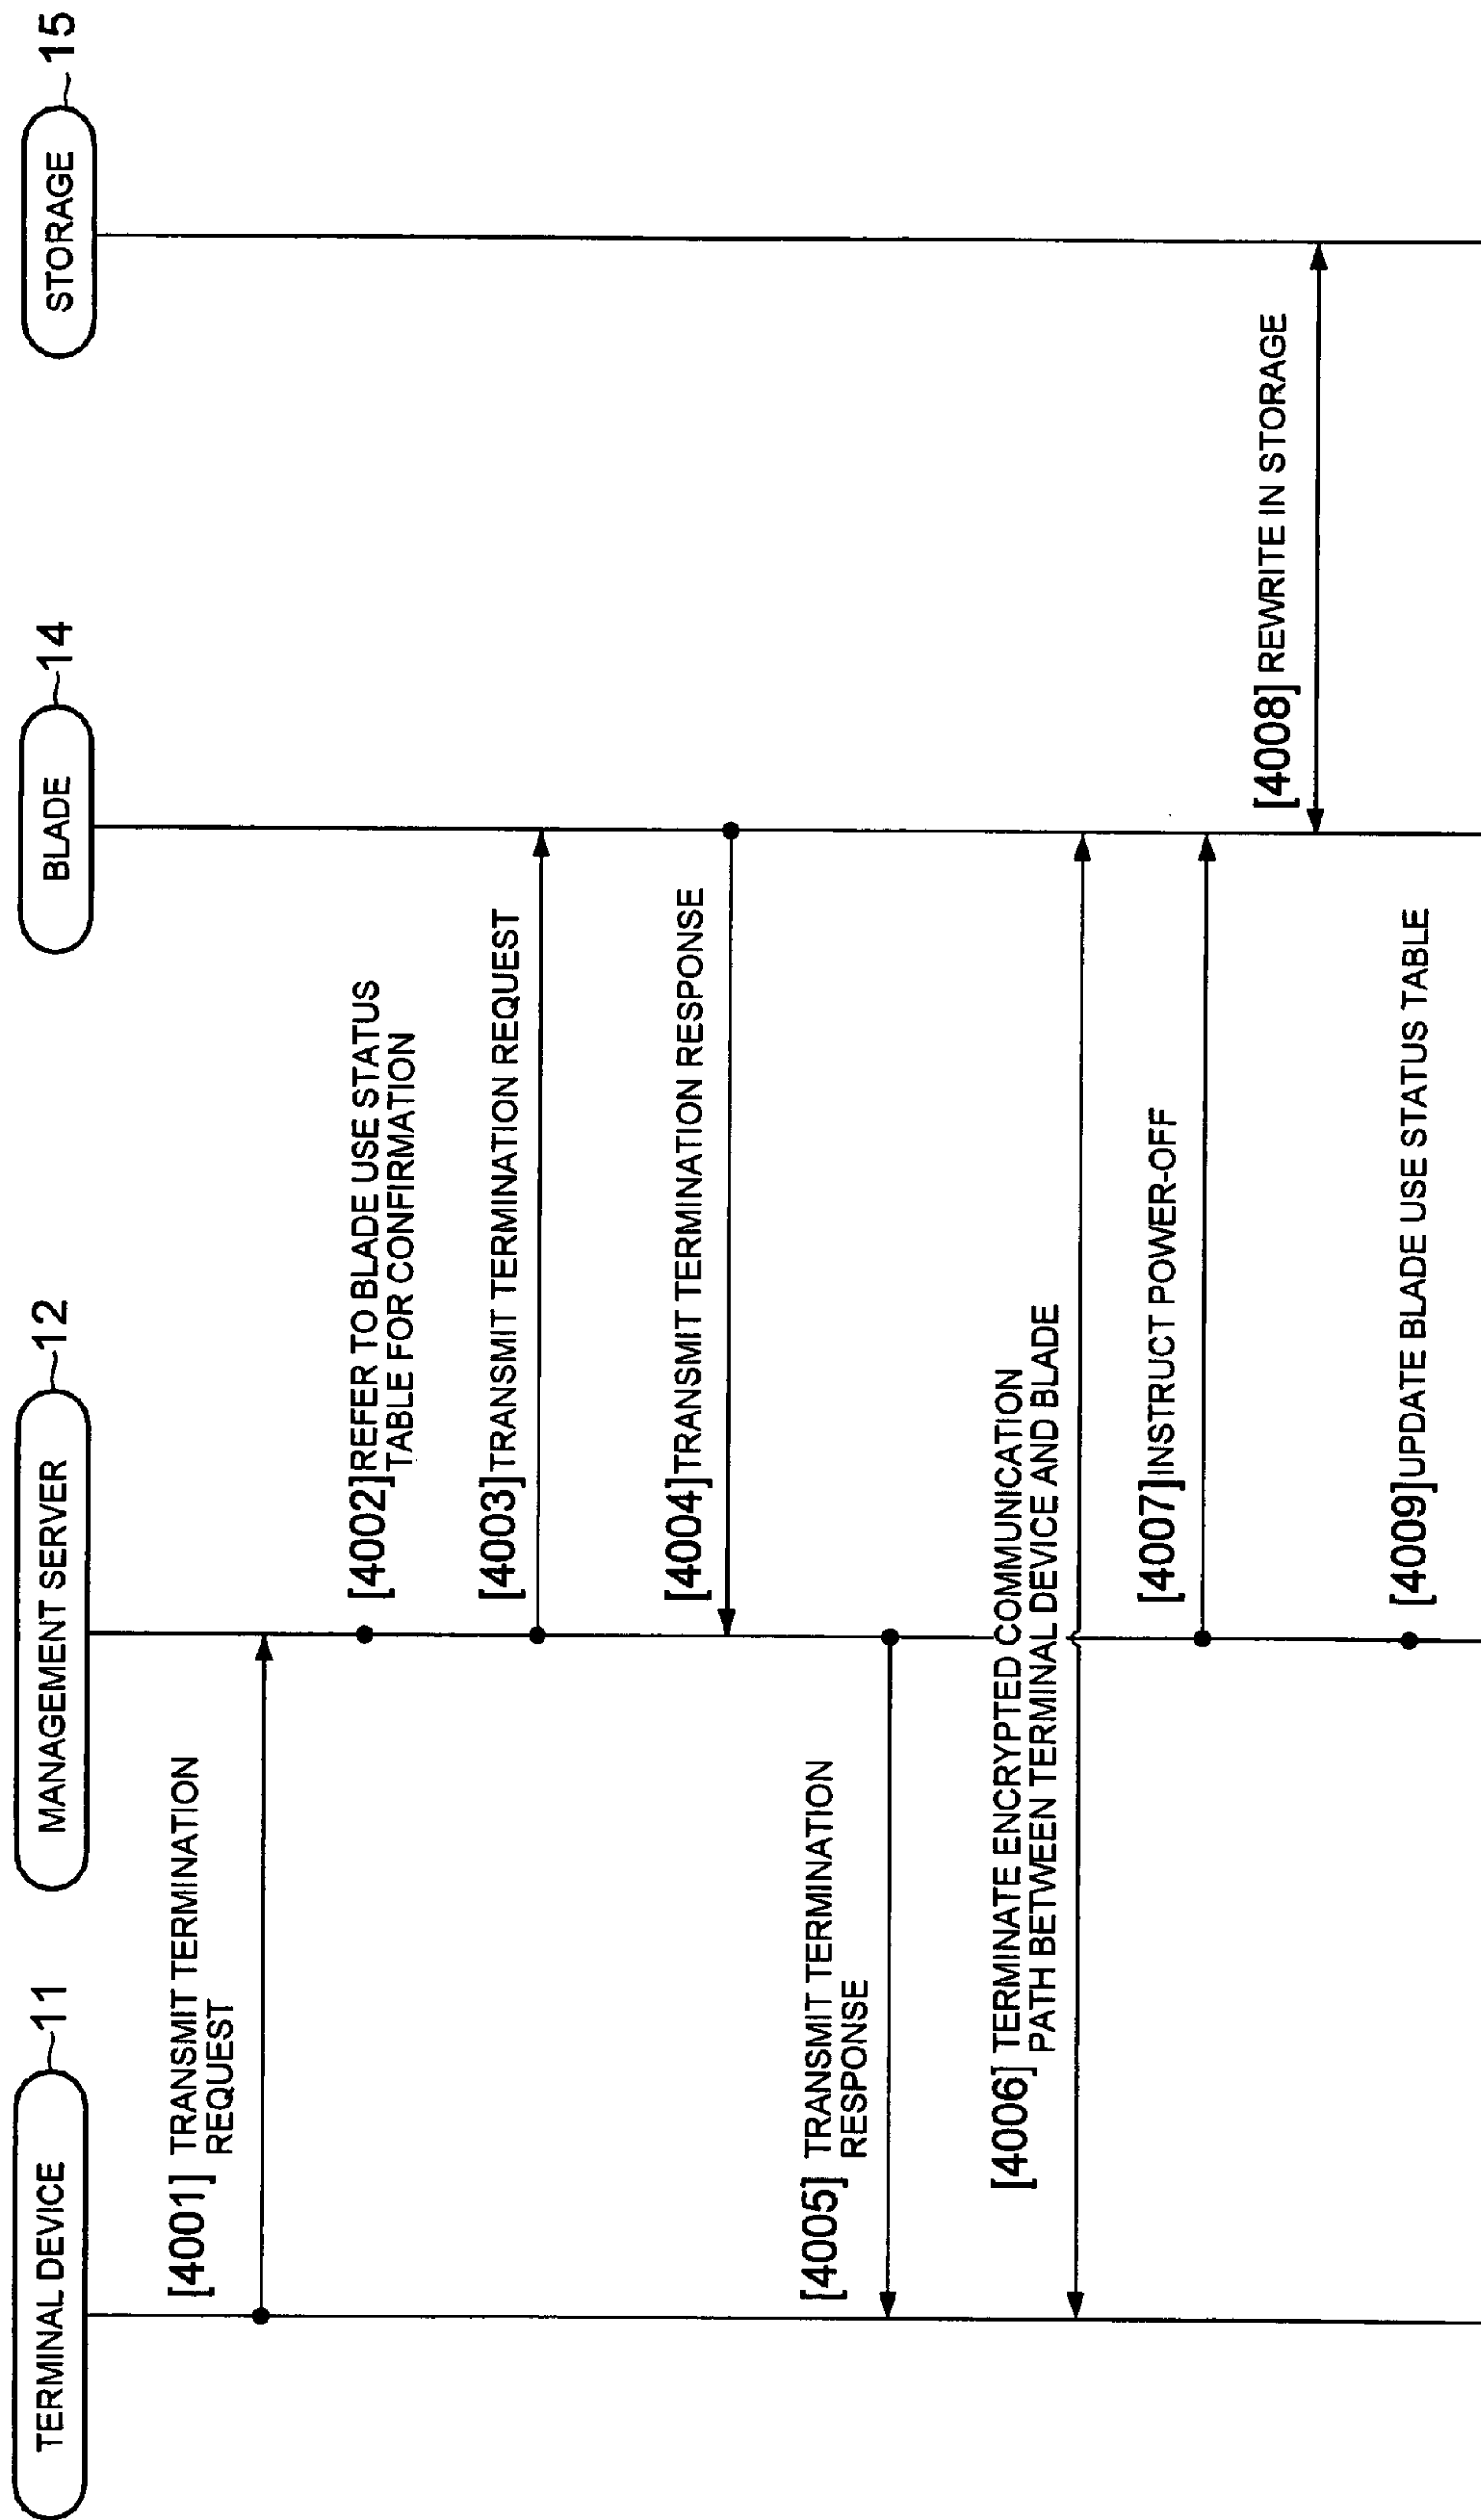 TERMINAL DEVICE
11
MANAGEMENT SERVER
12
BLADE
14
STORAGE
15
[4001] TRANSMIT TERMINATION
REQUEST
[4002]REFER TO BLADE USE STATUS
TABLE FOR CONFIRMATION
[4003]TRANSMIT TERMINATION REQUEST
[4004]TRANSMIT TERMINATION RESPONSE
[4005] TRANSMIT TERMINATION
RESPONSE
[4006] TERMINATE ENCRYPTED COMMUNICATION
PATH BETWEEN TERMINAL DEVICE AND BLADE
[4007]INSTRUCT POWER-OFF
[4008] REWRITE IN STORAGE
[4009]UPDATE BLADE USE STATUS TABLE